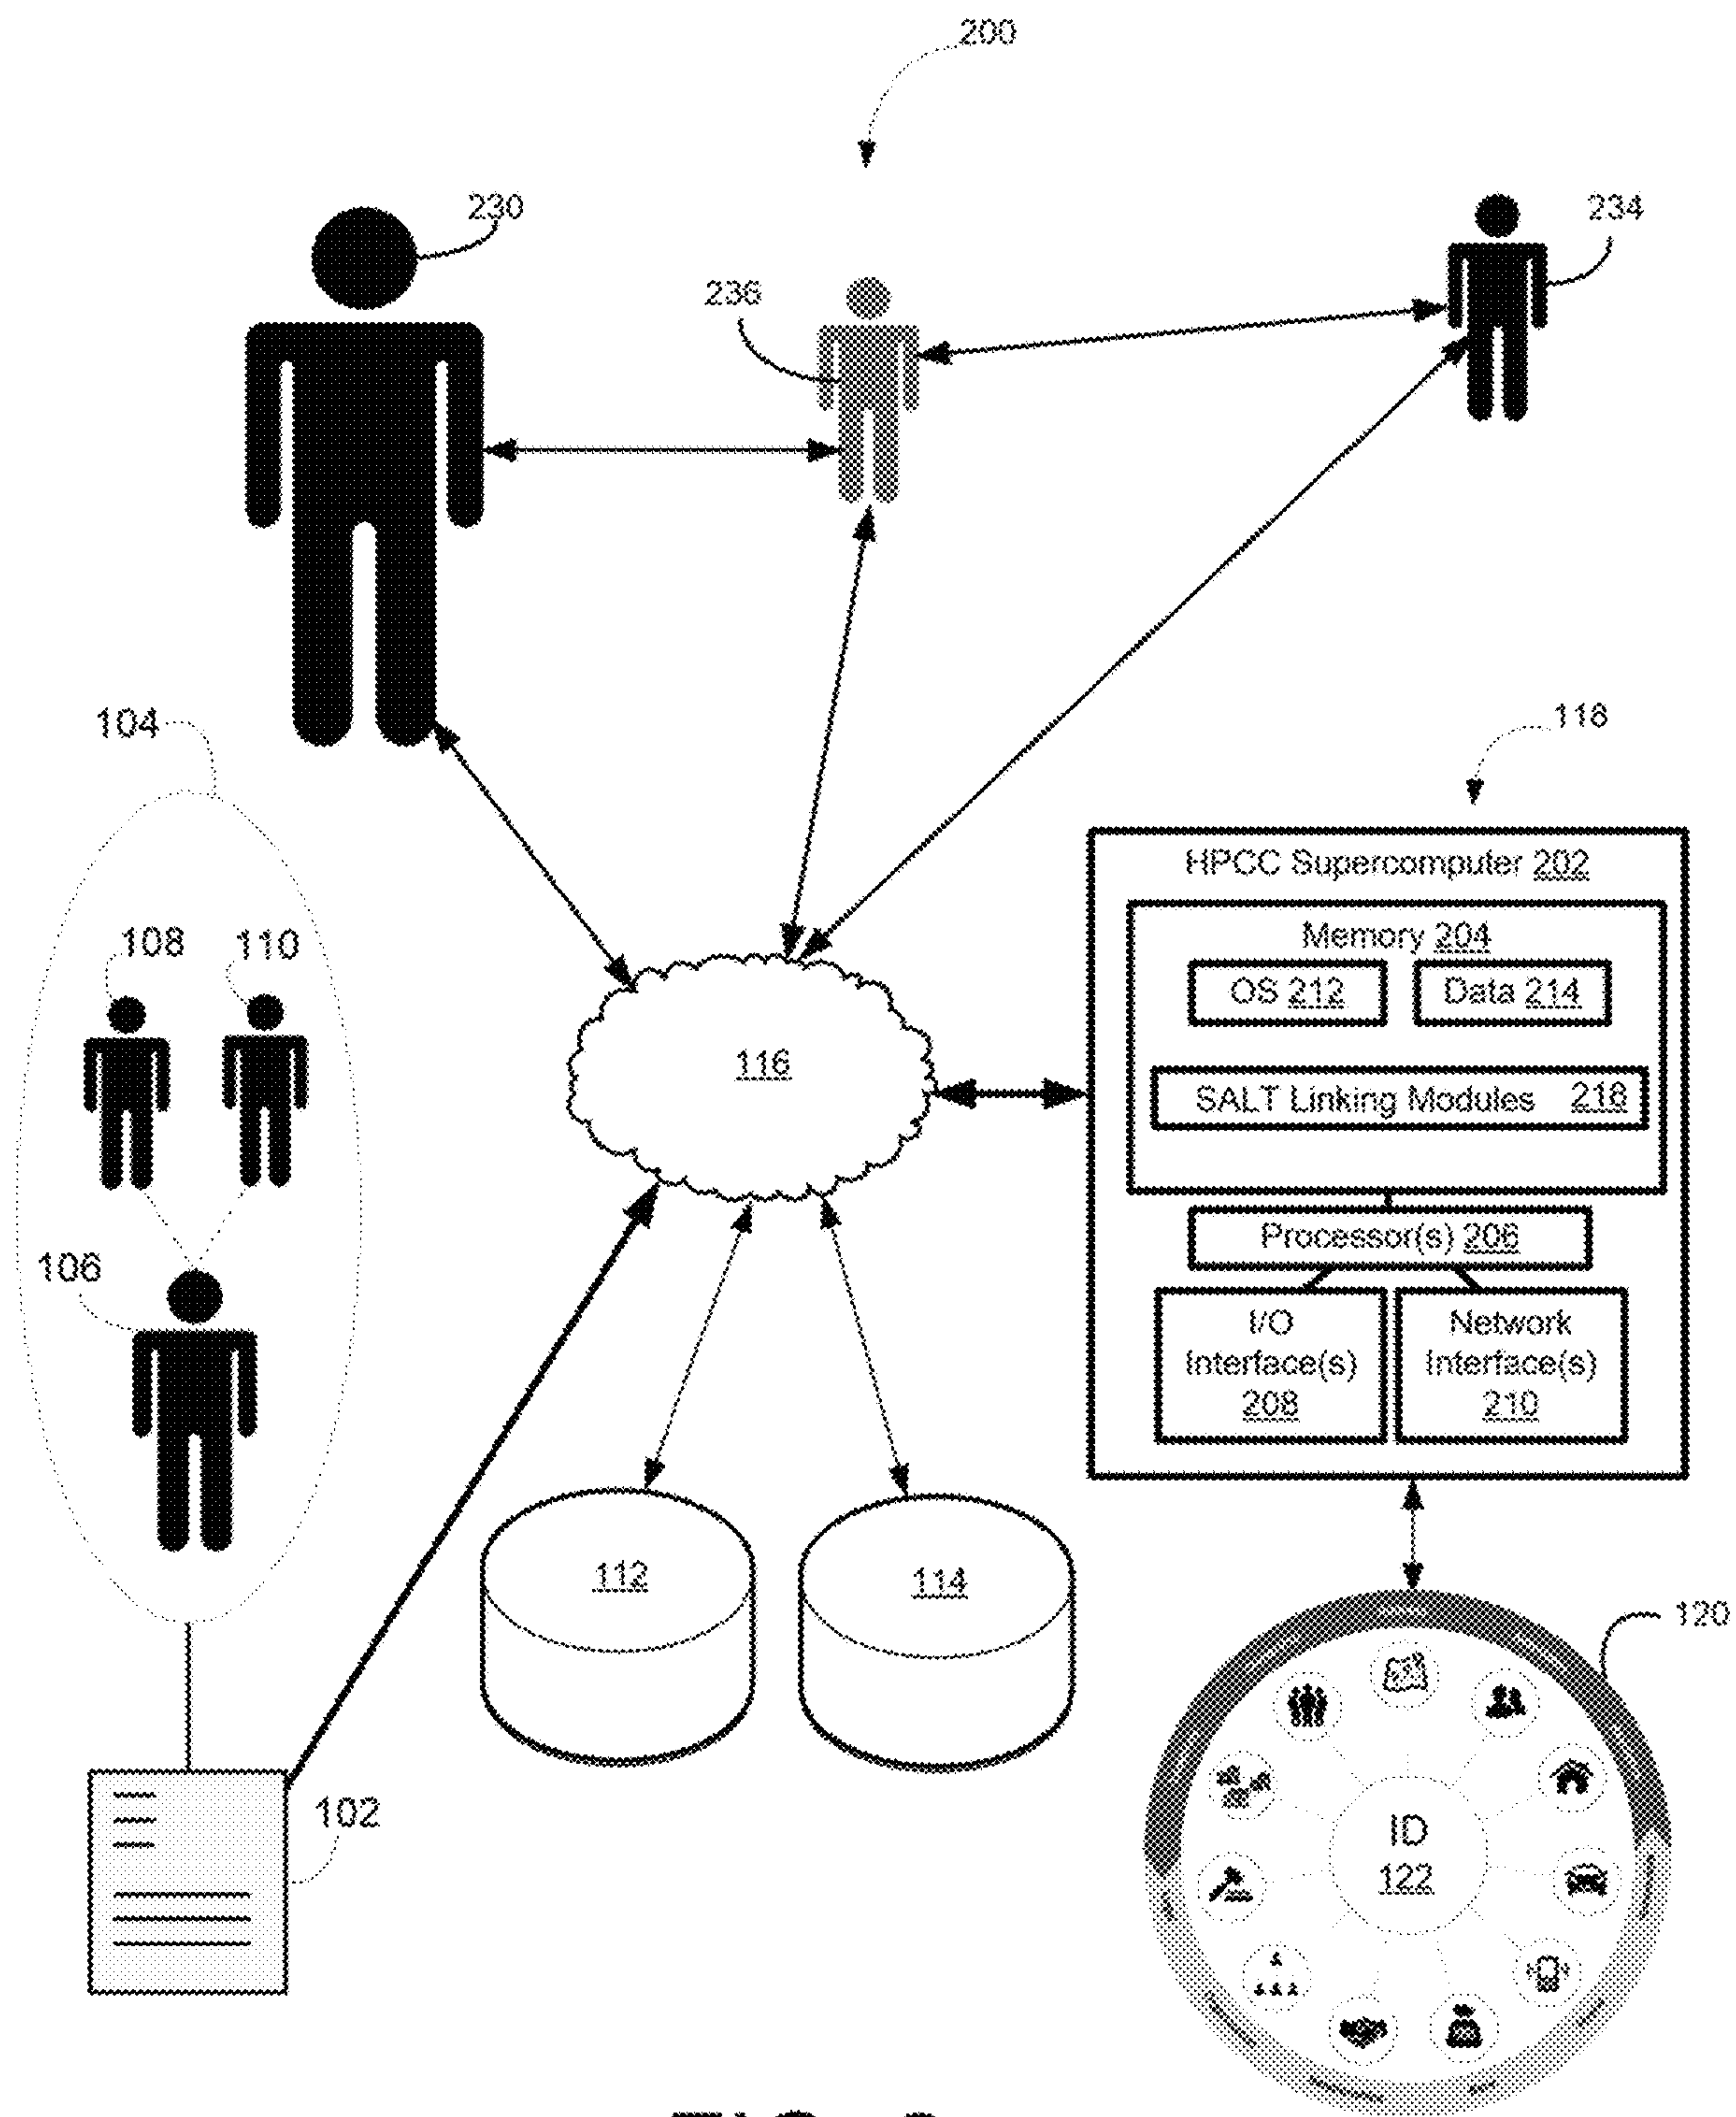 200
230
236
234
104
118
HPCC Supercomputer 202
Memory 204
OS 212
Data 214
108
110
116
SALT Linking Modules 218
Processor(s) 206
106
I/O
Interface(s)
208
Network
Interface(s)
210
112
114
120
102
ID
122